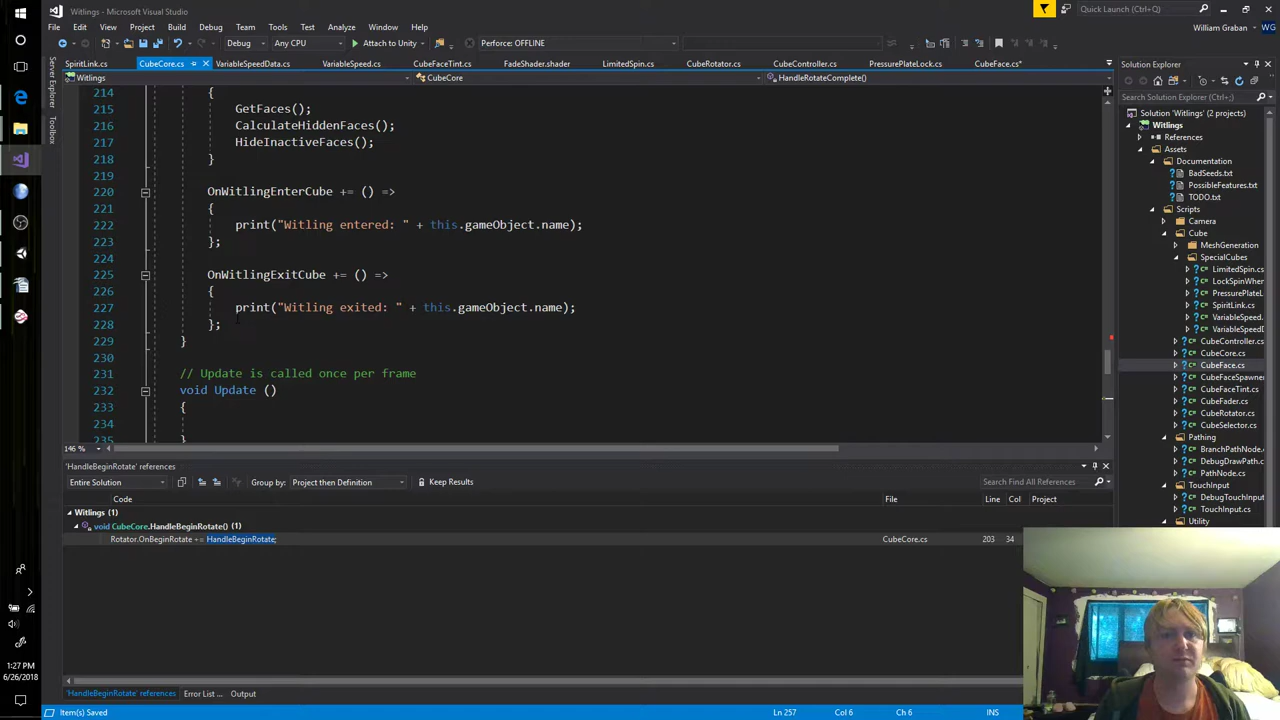 Witlings - Microsoft Visual Studio
Quick Launch (Ctrl+Q)
File Edit View Project Build Debug Team Tools Test Analyze Window Help
William Graban WG
Debug Any CPU Attach to Unity Perforce: OFFLINE
SpiritLink.cs CubeCore.cs VariableSpeedData.cs VariableSpeed.cs CubeFaceTint.cs FadeShader.shader LimitedSpin.cs CubeRotator.cs CubeController.cs PressurePlateLock.cs CubeFace.cs*
Witlings CubeCore HandleRotateComplete()
214 {
215 GetFaces();
216 CalculateHiddenFaces();
217 HideInactiveFaces();
218 }
219
220 OnWitlingEnterCube += () =>
221 {
222 print("Witling entered: " + this.gameObject.name);
223 };
224
225 OnWitlingExitCube += () =>
226 {
227 print("Witling exited: " + this.gameObject.name);
228 };
229 }
230
231 // Update is called once per frame
232 void Update ()
233 {
234
235 }
146 %
Server Explorer
Toolbox
Solution Explorer
Search Solution Explorer (Ctrl+;)
Solution 'Witlings' (2 projects)
Witlings
References
Assets
Documentation
BadSeeds.txt
PossibleFeatures.txt
TODO.txt
Scripts
Camera
Cube
MeshGeneration
SpecialCubes
LimitedSpin.cs
LockSpinWhen
PressurePlateL
SpiritLink.cs
VariableSpeed.
VariableSpeedD
CubeController.cs
CubeCore.cs
CubeFace.cs
CubeFaceSpawner
CubeFaceTint.cs
CubeFader.cs
CubeRotator.cs
CubeSelector.cs
Pathing
BranchPathNode.c
DebugDrawPath.c
PathNode.cs
TouchInput
DebugTouchInput
TouchInput.cs
Utility
'HandleBeginRotate' references
Entire Solution Group by: Project then Definition Keep Results Search Find All References
Code File Line Col Project
Witlings (1)
void CubeCore.HandleBeginRotate() (1)
Rotator.OnBeginRotate += HandleBeginRotate; CubeCore.cs 203 34
'HandleBeginRotate' references Error List ... Output
Item(s) Saved Ln 257 Col 6 Ch 6 INS
1:27 PM
6/26/2018